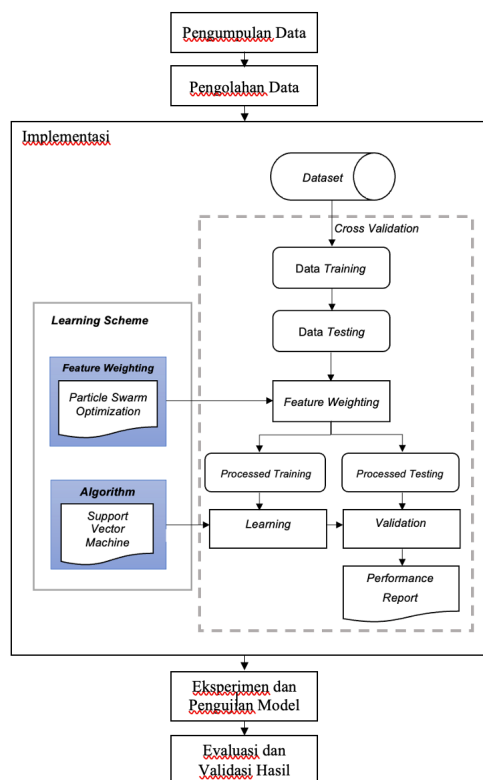 Pengumpulan Data
Pengolahan Data
Implementasi
Dataset
Cross Validation
Data Training
Data Testing
Learning Scheme
Feature Weighting
Particle Swarm
Optimization
Feature Weighting
Processed Training
Processed Testing
Algorithm
Support
Vector
Machine
Learning
Validation
Performance
Report
Eksperimen dan
Pengujian Model
Evaluasi dan
Validasi Hasil